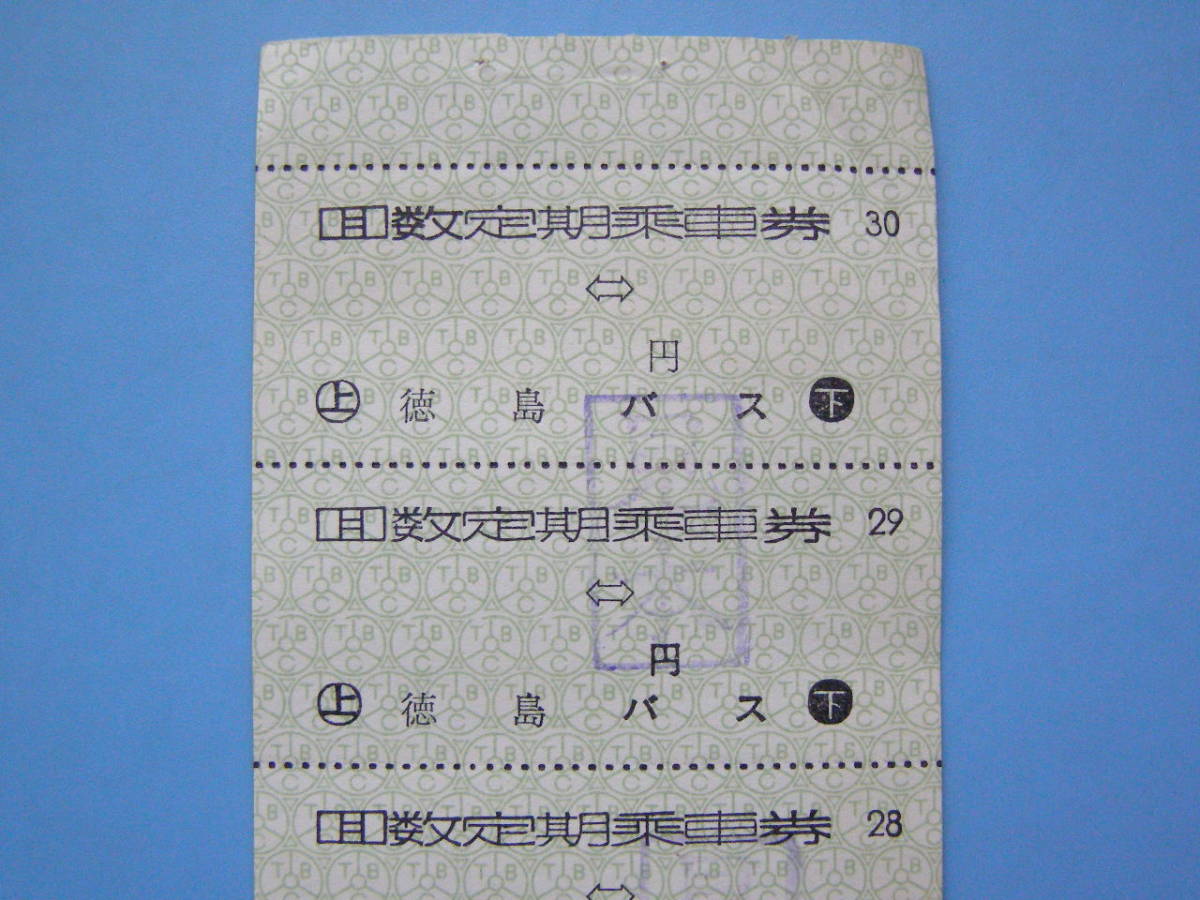 回数定期乗車券 30
⇔
円
㊤ 徳島バス 下
回数定期乗車券 29
⇔
円
㊤ 徳島バス 下
回数定期乗車券 28
⇔